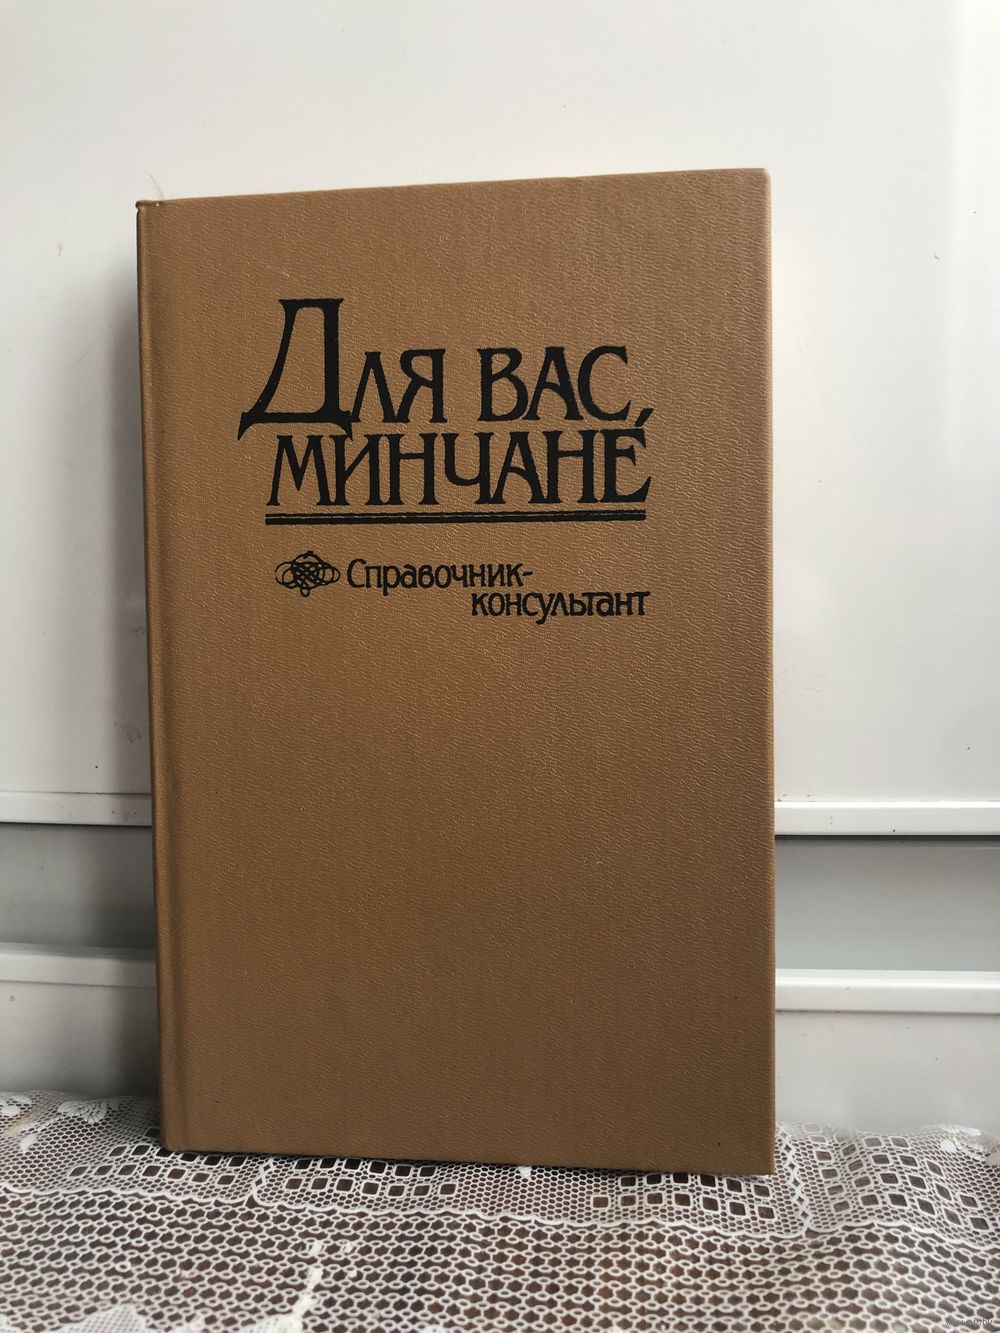 Для вас,
минчане
Справочник-
консультант